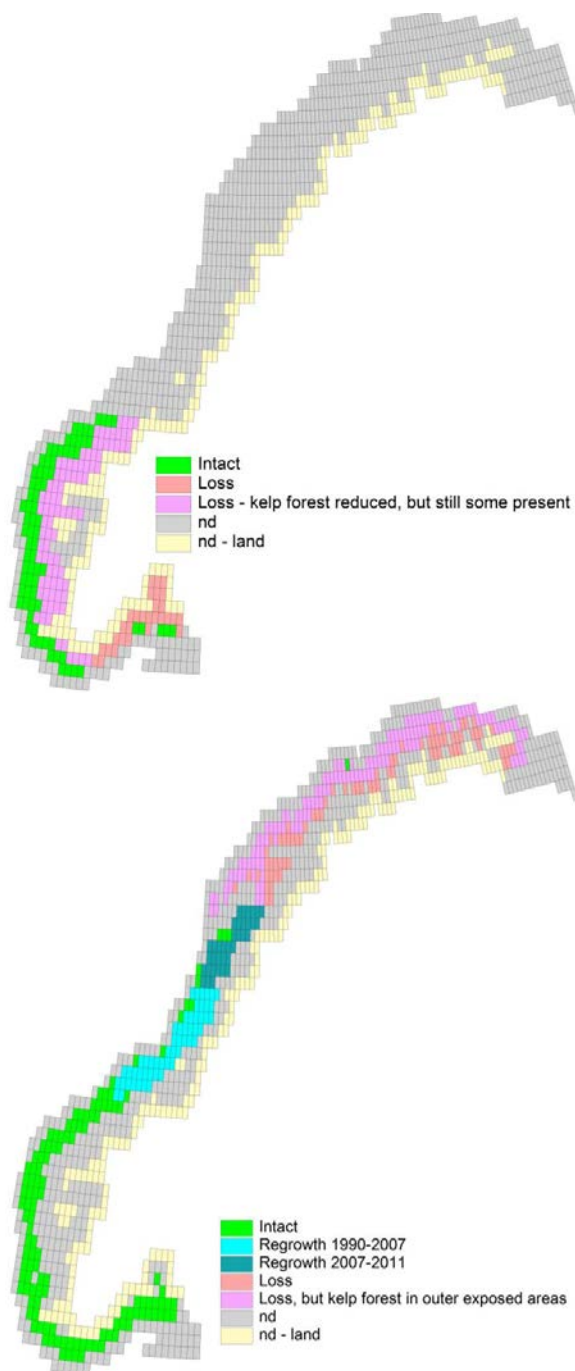 Intact
Loss
Loss - kelp forest reduced, but still some present
nd
nd - land
Intact
Regrowth 1990-2007
Regrowth 2007-2011
Loss
Loss, but kelp forest in outer exposed areas
nd
nd - land